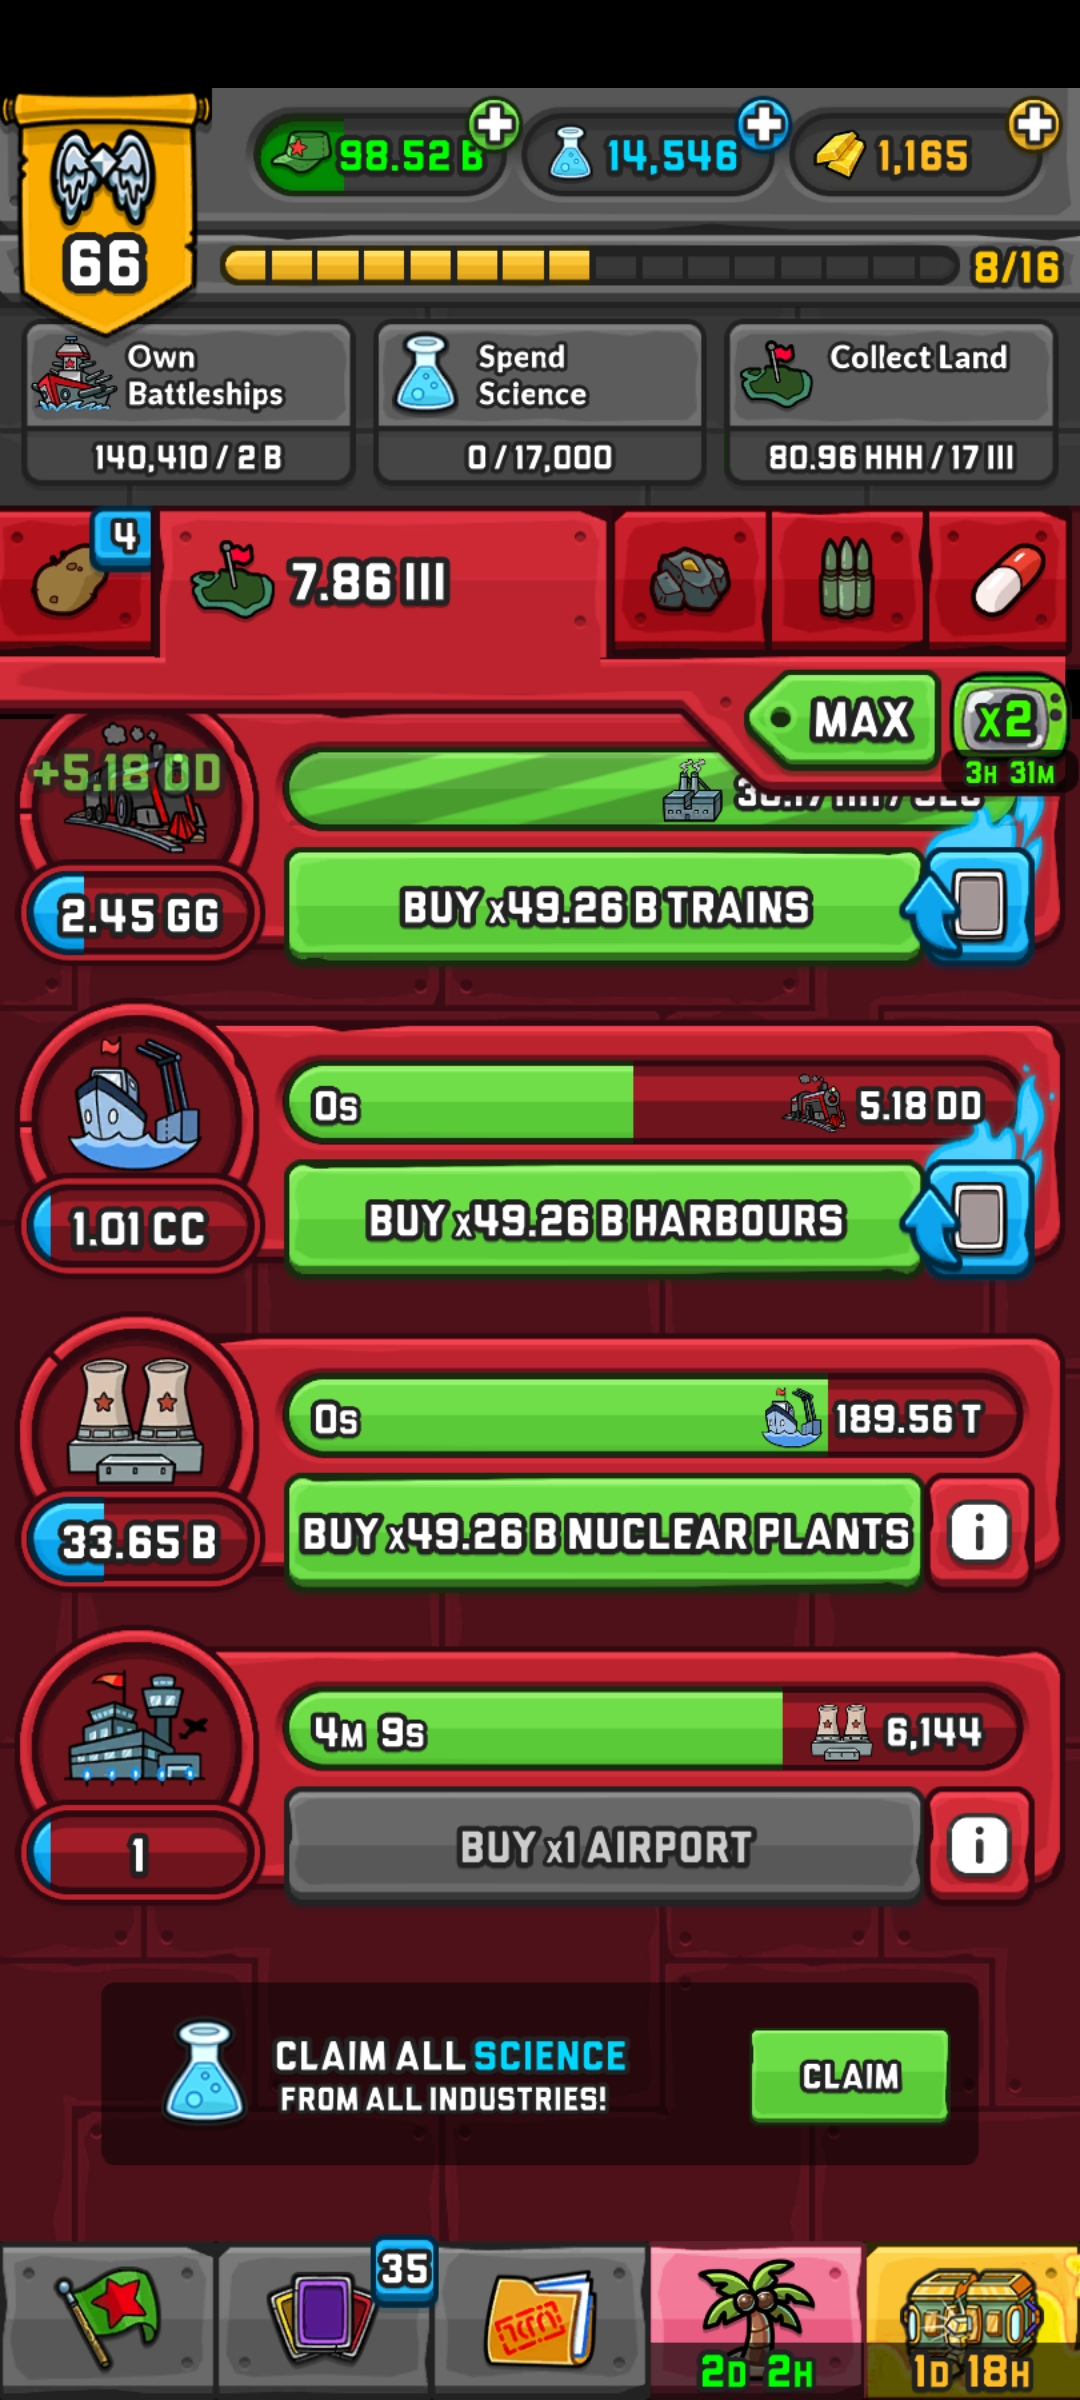 98.52 B
14,546
1,165
66
8/16
Own
Battleships
140,410 / 2 B
Spend
Science
0 / 17,000
Collect Land
80.96 HHH / 17 III
4
7.86 III
MAX
x2
3H 31M
+5.18 DD
2.45 GG
BUY x49.26 B TRAINS
0s
5.18 DD
1.01 CC
BUY x49.26 B HARBOURS
0s
189.56 T
33.65 B
BUY x49.26 B NUCLEAR PLANTS
i
4M 9s
6,144
1
BUY x1 AIRPORT
i
CLAIM ALL SCIENCE
FROM ALL INDUSTRIES!
CLAIM
35
2D 2H
1D 18H